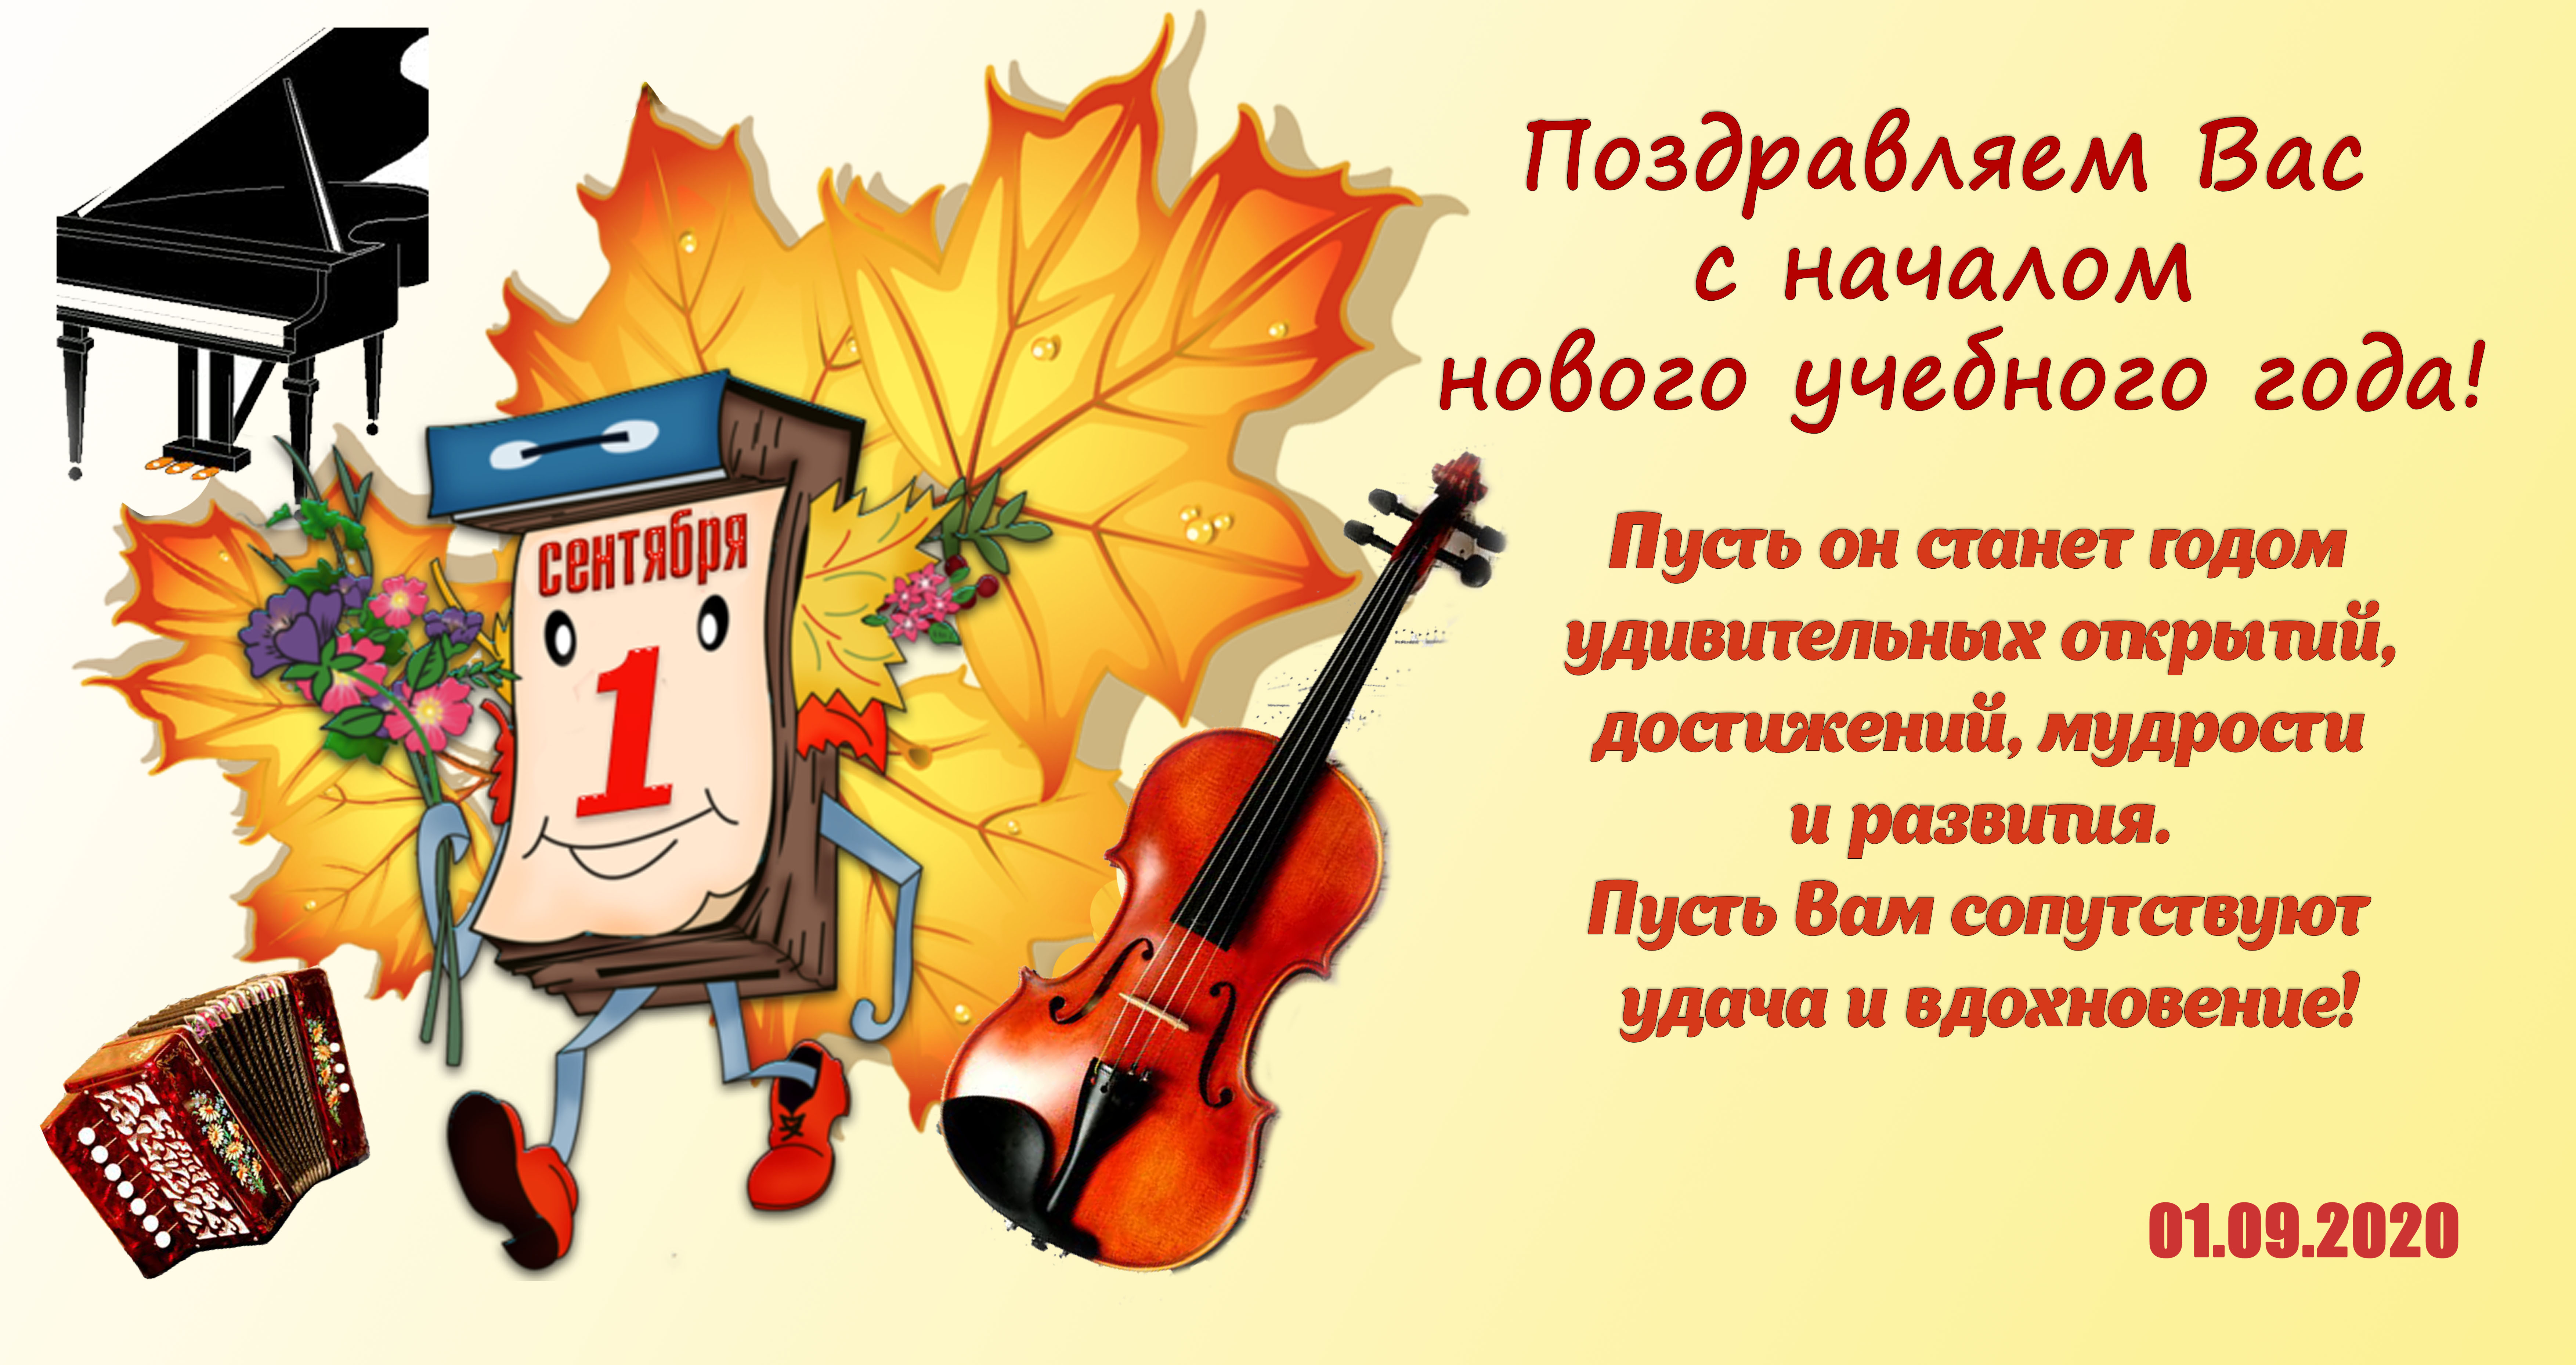 сентября
1
Поздравляем Вас
с началом
нового учебного года!
Пусть он станет годом
удивительных открытий,
достижений, мудрости
и развития.
Пусть Вам сопутствуют
удача и вдохновение!
01.09.2020